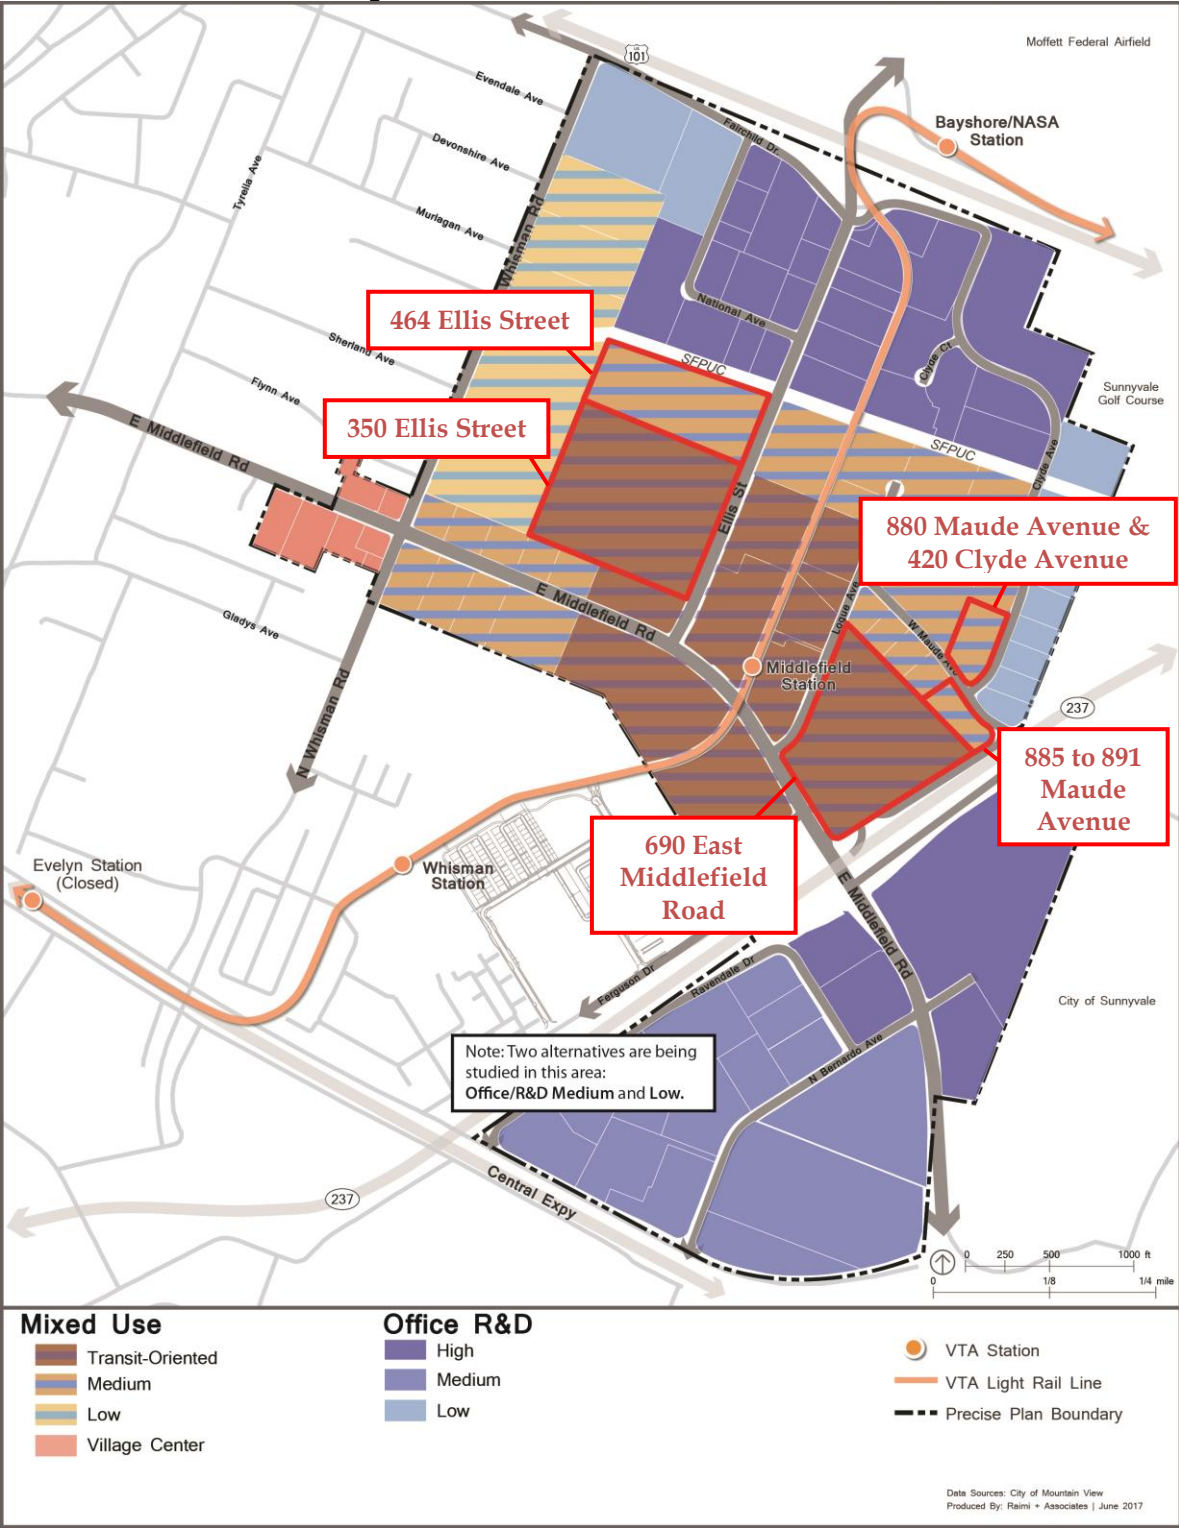 Moffett Federal Airfield
US
101
Evendale Ave
Fairchild Dr.
Bayshore/NASA
Station
Devonshire Ave
Tyrella Ave
Murlagan Ave
Whisman Rd
National Ave
464 Ellis Street
Sherland Ave
SFPUC
Clyde Ct
Sunnyvale
Golf Course
Flynn Ave
350 Ellis Street
E Middlefield Rd
SFPUC
Clyde Ave
Ellis St
880 Maude Avenue &
420 Clyde Avenue
Gladys Ave
E Middlefield Rd
Logue Ave
W Maude Ave
Middlefield
Station
N Whisman Rd
237
885 to 891
Maude
Avenue
690 East
Middlefield
Road
Evelyn Station
(Closed)
Whisman
Station
E Middlefield Rd
Ferguson Dr
Ravendale Dr
City of Sunnyvale
Note: Two alternatives are being
studied in this area:
Office/R&D Medium and Low.
N Bernardo Ave
Central Expy
237
0 250 500 1000 ft
0 1/8 1/4 mile
Mixed Use
Transit-Oriented
Medium
Low
Village Center
Office R&D
High
Medium
Low
VTA Station
VTA Light Rail Line
Precise Plan Boundary
Data Sources: City of Mountain View
Produced By: Raimi + Associates | June 2017